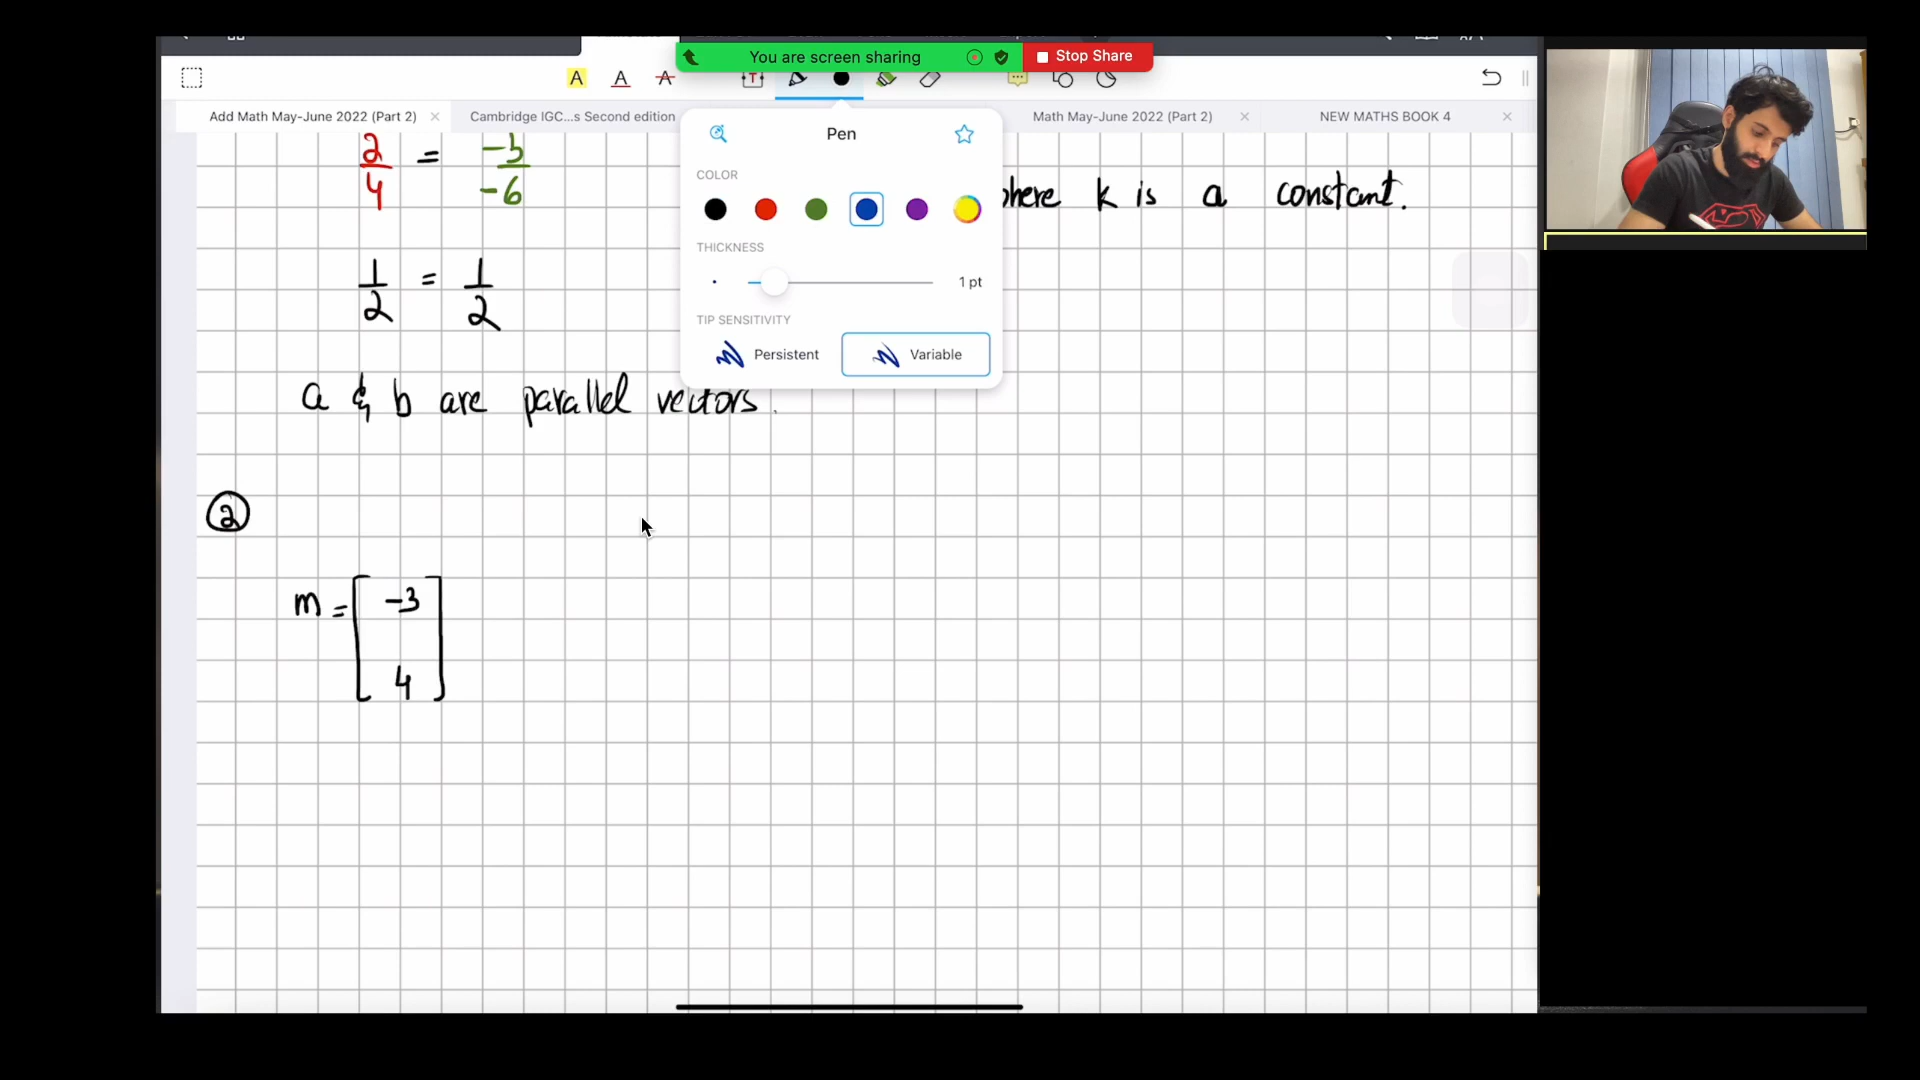 You are screen sharing Stop Share
A A A T
Add Math May-June 2022 (Part 2) Cambridge IGC...s Second edition Math May-June 2022 (Part 2) NEW MATHS BOOK 4
Pen
COLOR
THICKNESS
1 pt
TIP SENSITIVITY
Persistent Variable
2/4 = -3/-6
where k is a constant.
1/2 = 1/2
a & b are parallel vectors.
②
m = [ -3
4 ]